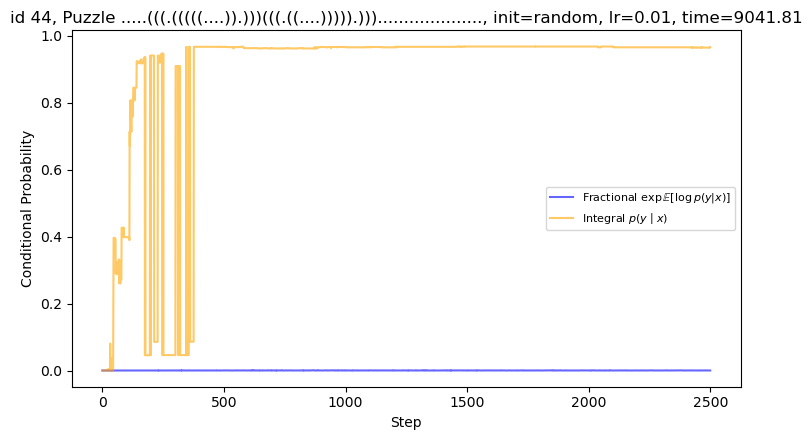 id 44, Puzzle .....(((.(((((....)).)))(((.((....))))).)))....................., init=random, lr=0.01, time=9041.81
1.0
0.8
0.6
0.4
0.2
0.0
Conditional Probability
Fractional exp𝔼[log p(y|x)]
Integral p(y | x)
0
500
1000
1500
2000
2500
Step